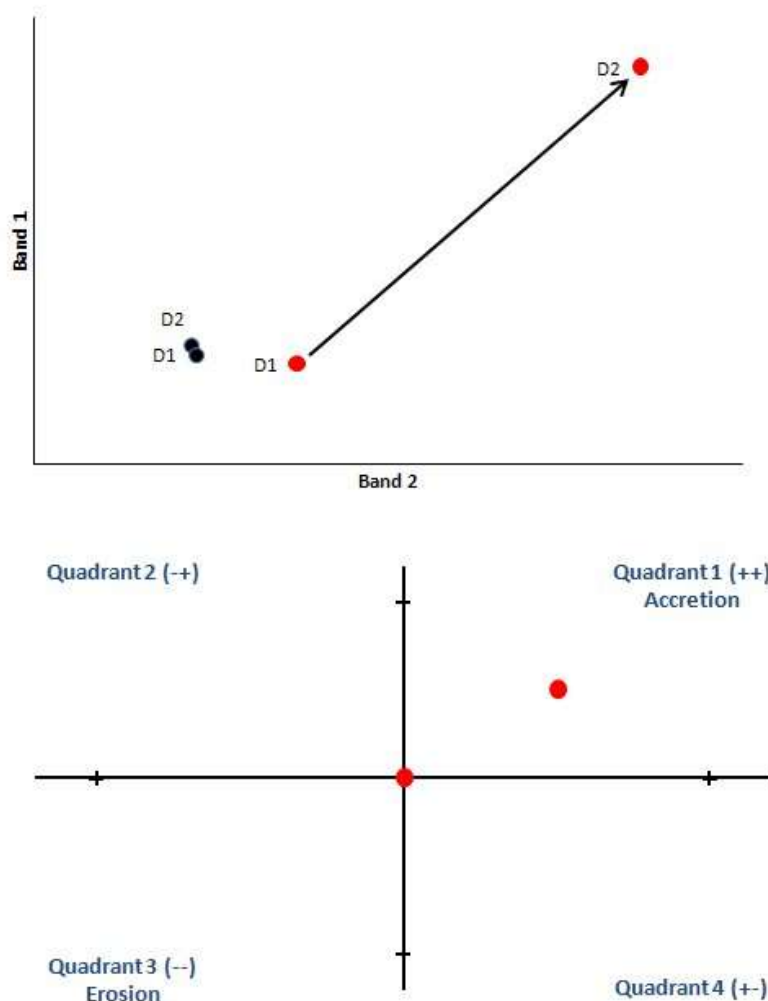 D2
Band 1
D2
D1
D1
Band 2
Quadrant 2 (-+)
Quadrant 1 (++)
Accretion
Quadrant 3 (--)
Erosion
Quadrant 4 (+-)